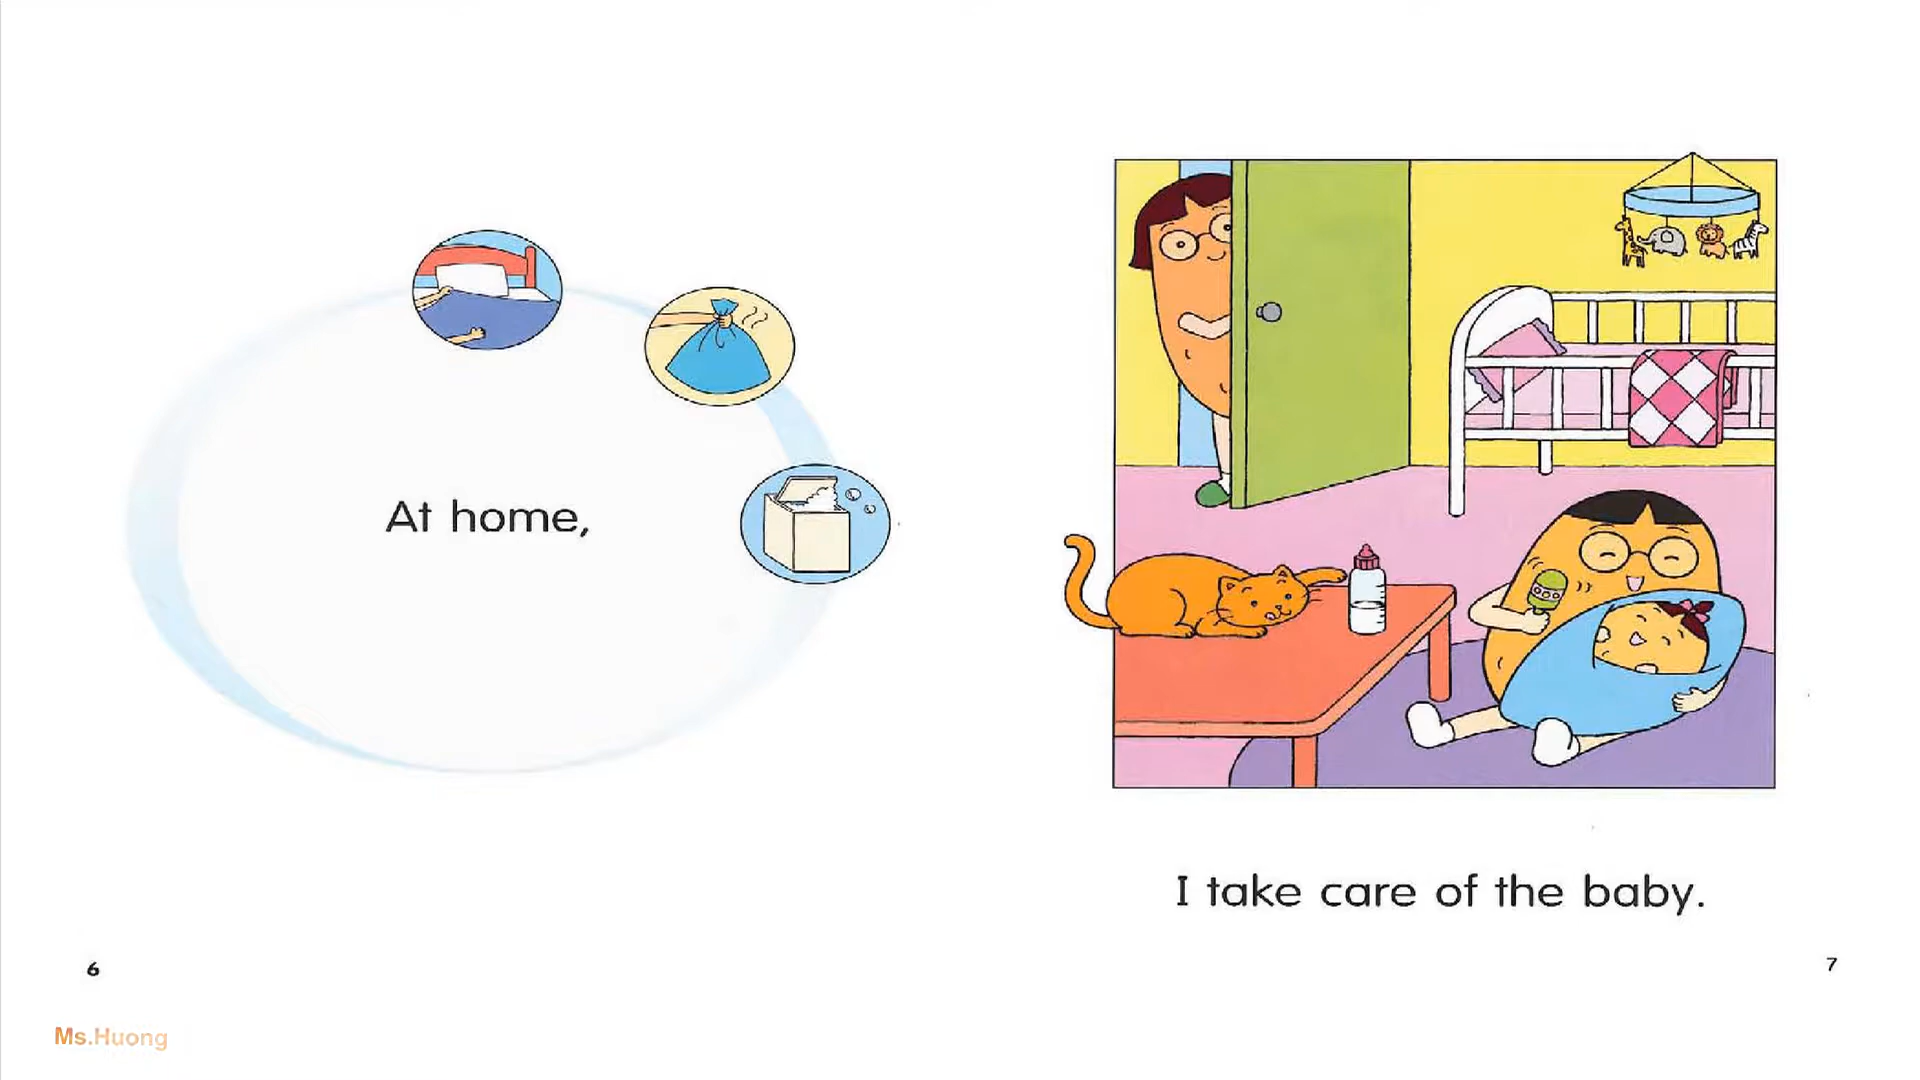 At home,
I take care of the baby.
6
7
Ms.Huong